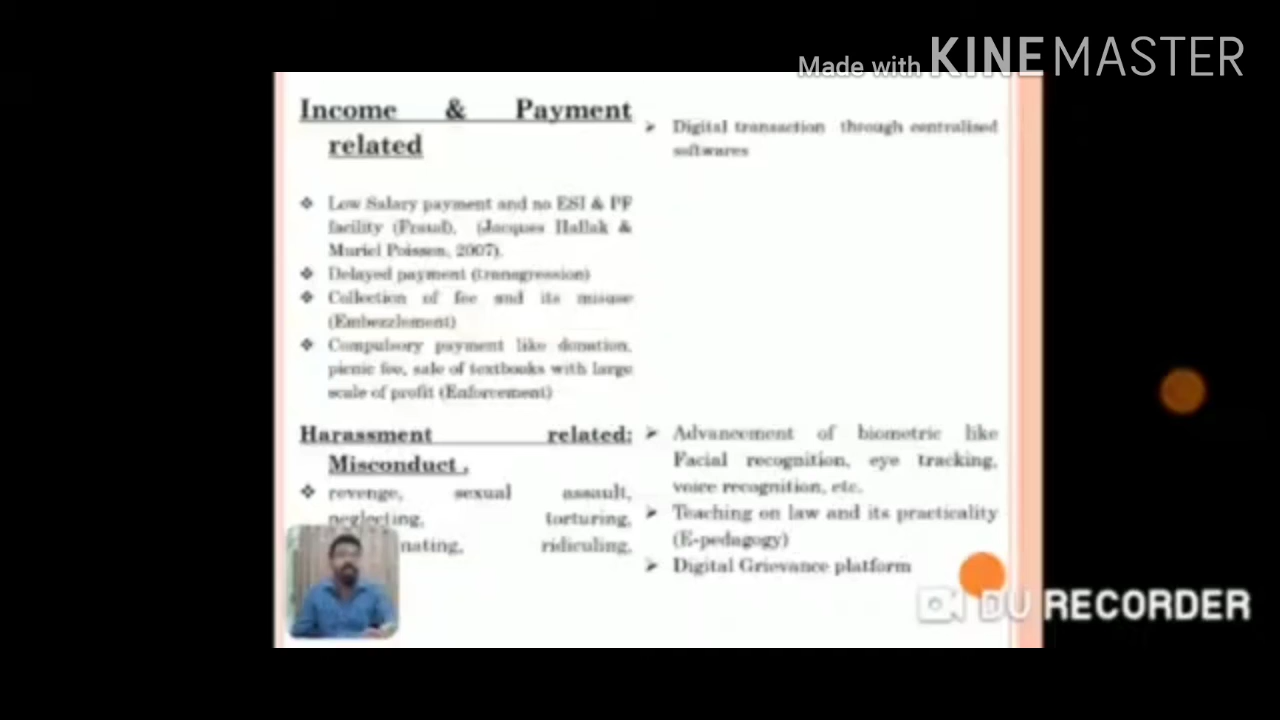 Made with KINEMASTER
Income & Payment
related
Low Salary payment and no ESI & PF
facility (Fraud), (Jacques Hallak &
Muriel Poisson, 2007).
Delayed payment (transgression)
Collection of fee and its misuse
(Embezzlement)
Compulsory payment like donation,
picnic fee, sale of textbooks with large
scale of profit (Enforcement)
Harassment related:
Misconduct ,
revenge, sexual assault,
neglecting, torturing,
nating, ridiculing,
Digital transaction through centralised
softwares
Advancement of biometric like
Facial recognition, eye tracking,
voice recognition, etc.
Teaching on law and its practicality
(E-pedagogy)
Digital Grievance platform
DU RECORDER